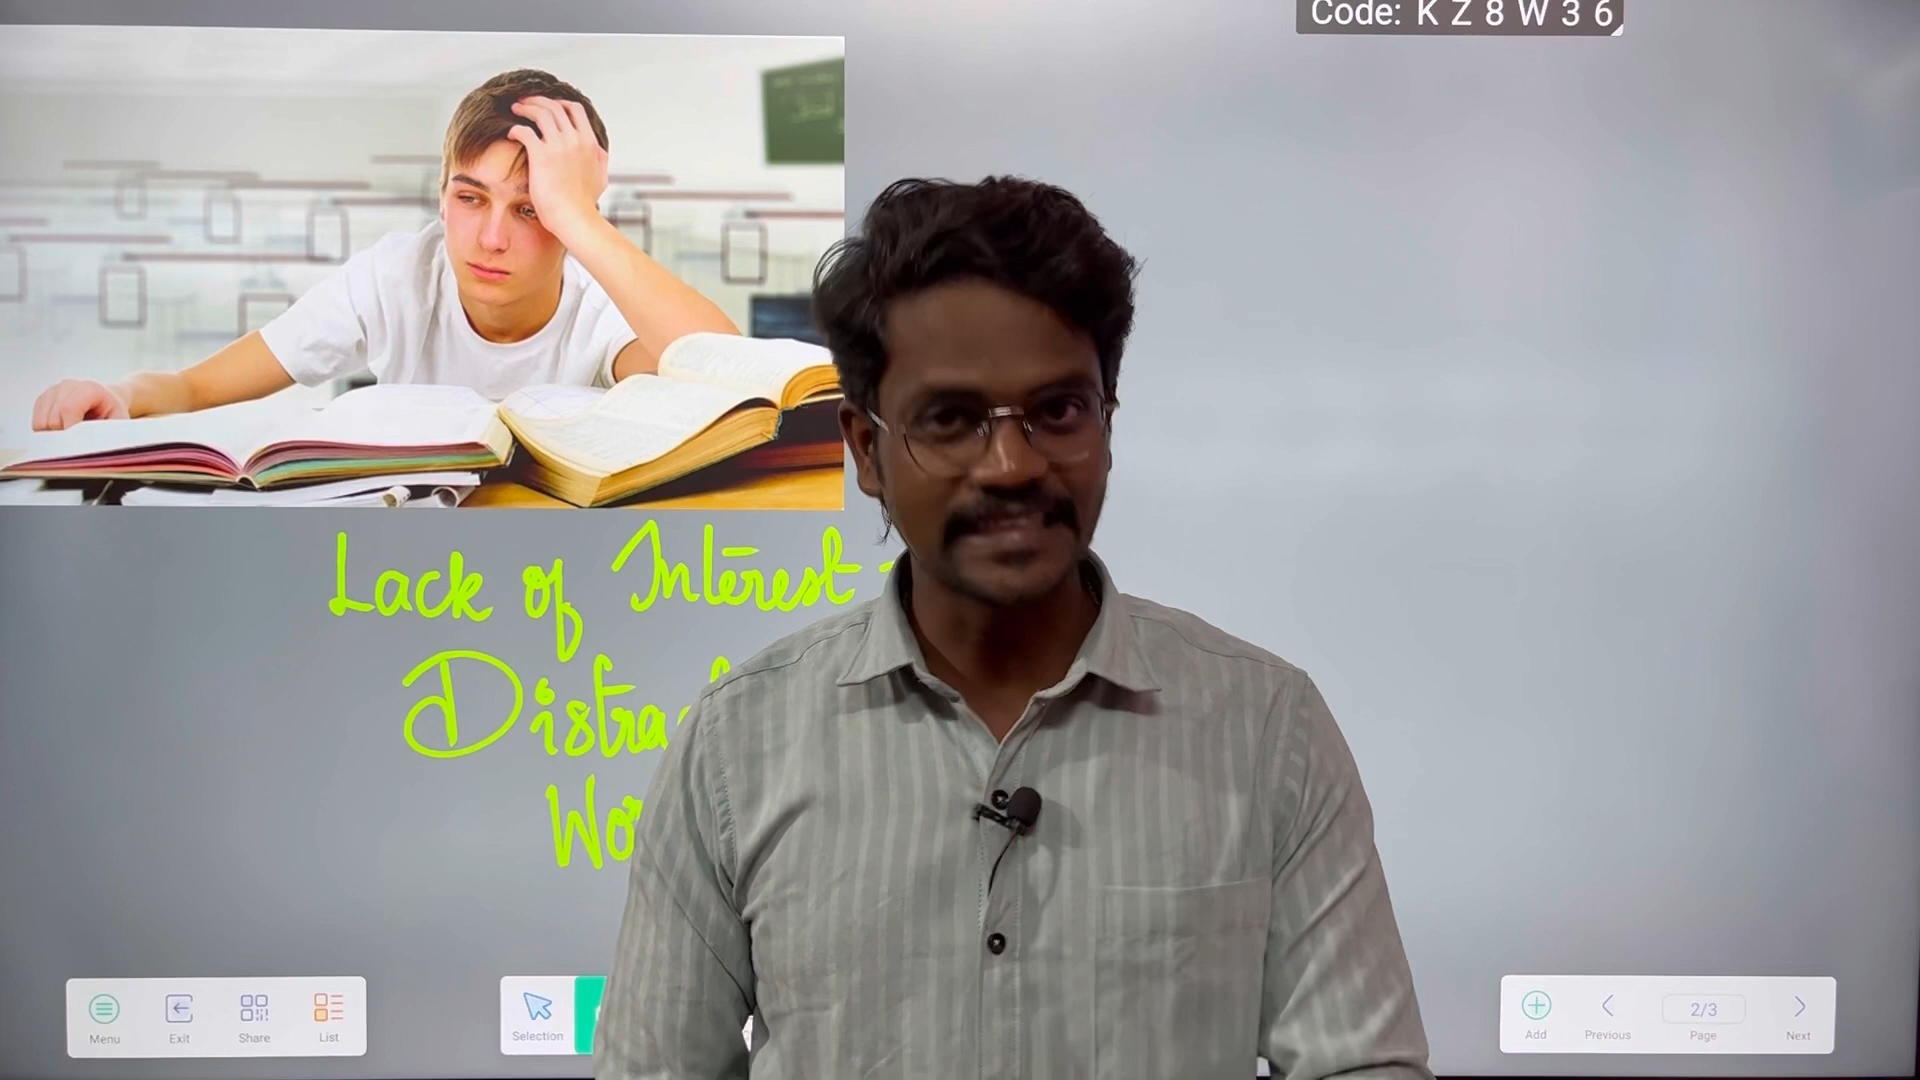 Code: K Z 8 W 3 6
Lack of Interest -
Menu
Exit
Share
List
Selection
Add
Previous
2/3
Page
Next